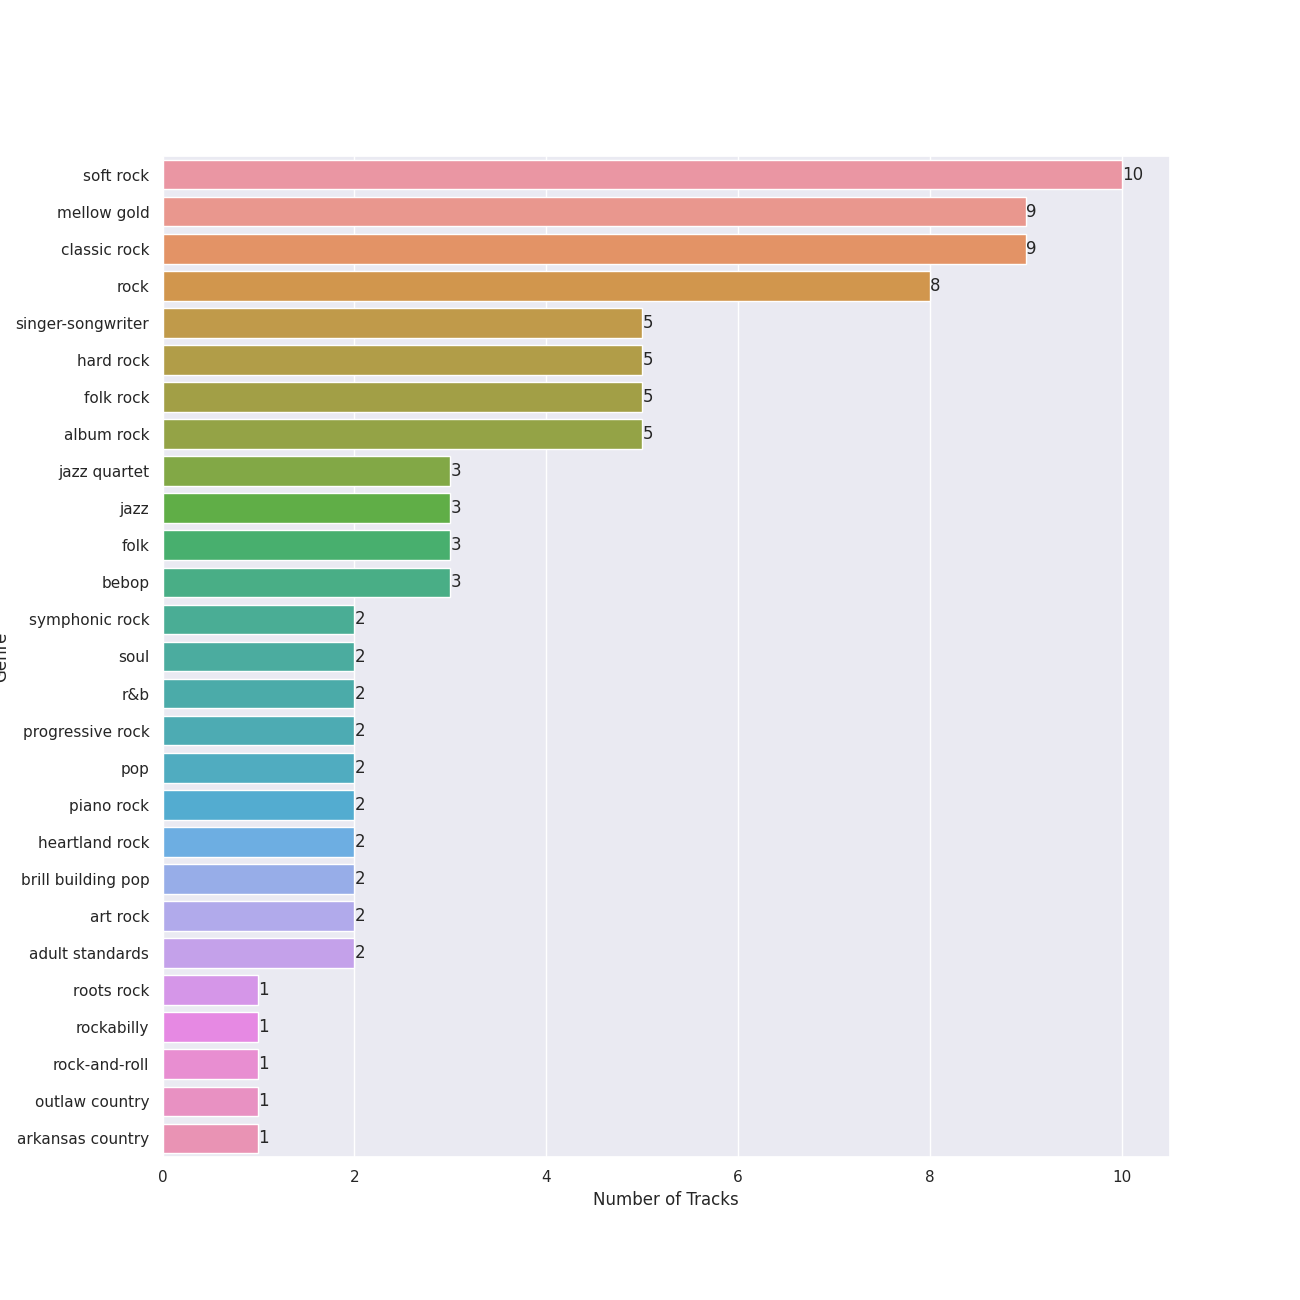 soft rock 10
mellow gold 9
classic rock 9
rock 8
singer-songwriter 5
hard rock 5
folk rock 5
album rock 5
jazz quartet 3
jazz 3
folk 3
bebop 3
symphonic rock 2
soul 2
r&b 2
progressive rock 2
pop 2
piano rock 2
heartland rock 2
brill building pop 2
art rock 2
adult standards 2
roots rock 1
rockabilly 1
rock-and-roll 1
outlaw country 1
arkansas country 1
0 2 4 6 8 10
Number of Tracks
Genre